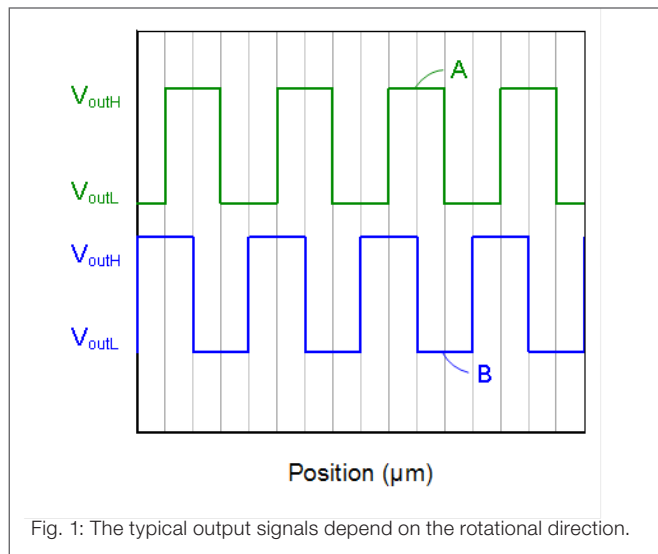 A
VoutH
VoutL
VoutH
VoutL
B
Position (µm)
Fig. 1: The typical output signals depend on the rotational direction.